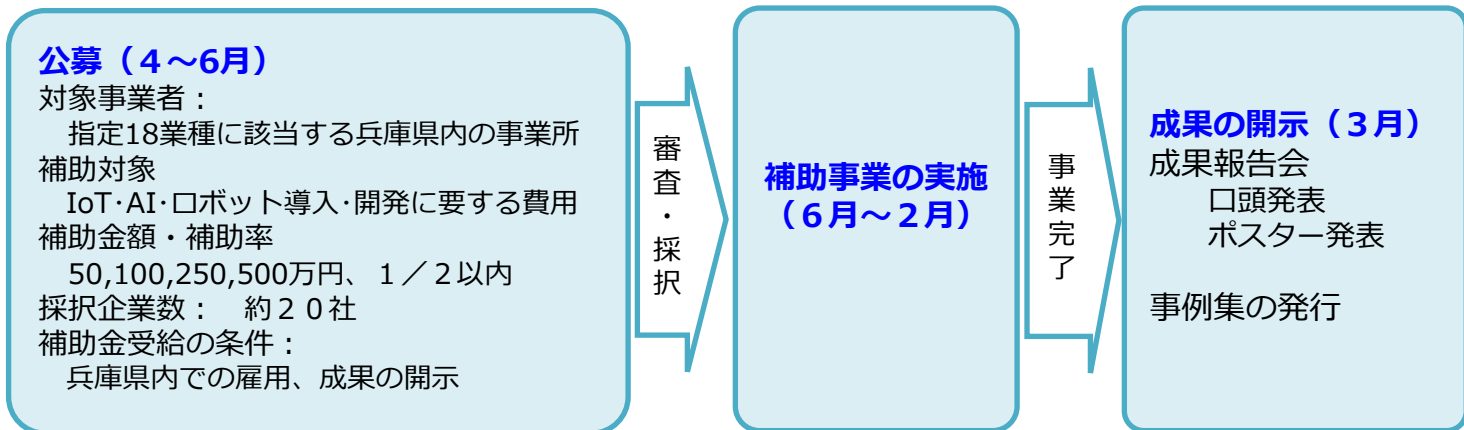 公募（４～6月）
対象事業者：
指定18業種に該当する兵庫県内の事業所
補助対象
IoT･AI･ロボット導入･開発に要する費用
補助金額・補助率
50,100,250,500万円、１／２以内
採択企業数：　約２０社
補助金受給の条件：
兵庫県内での雇用、成果の開示
審査・採択
補助事業の実施
（６月～２月）
事業完了
成果の開示（３月）
成果報告会
口頭発表
ポスター発表
事例集の発行